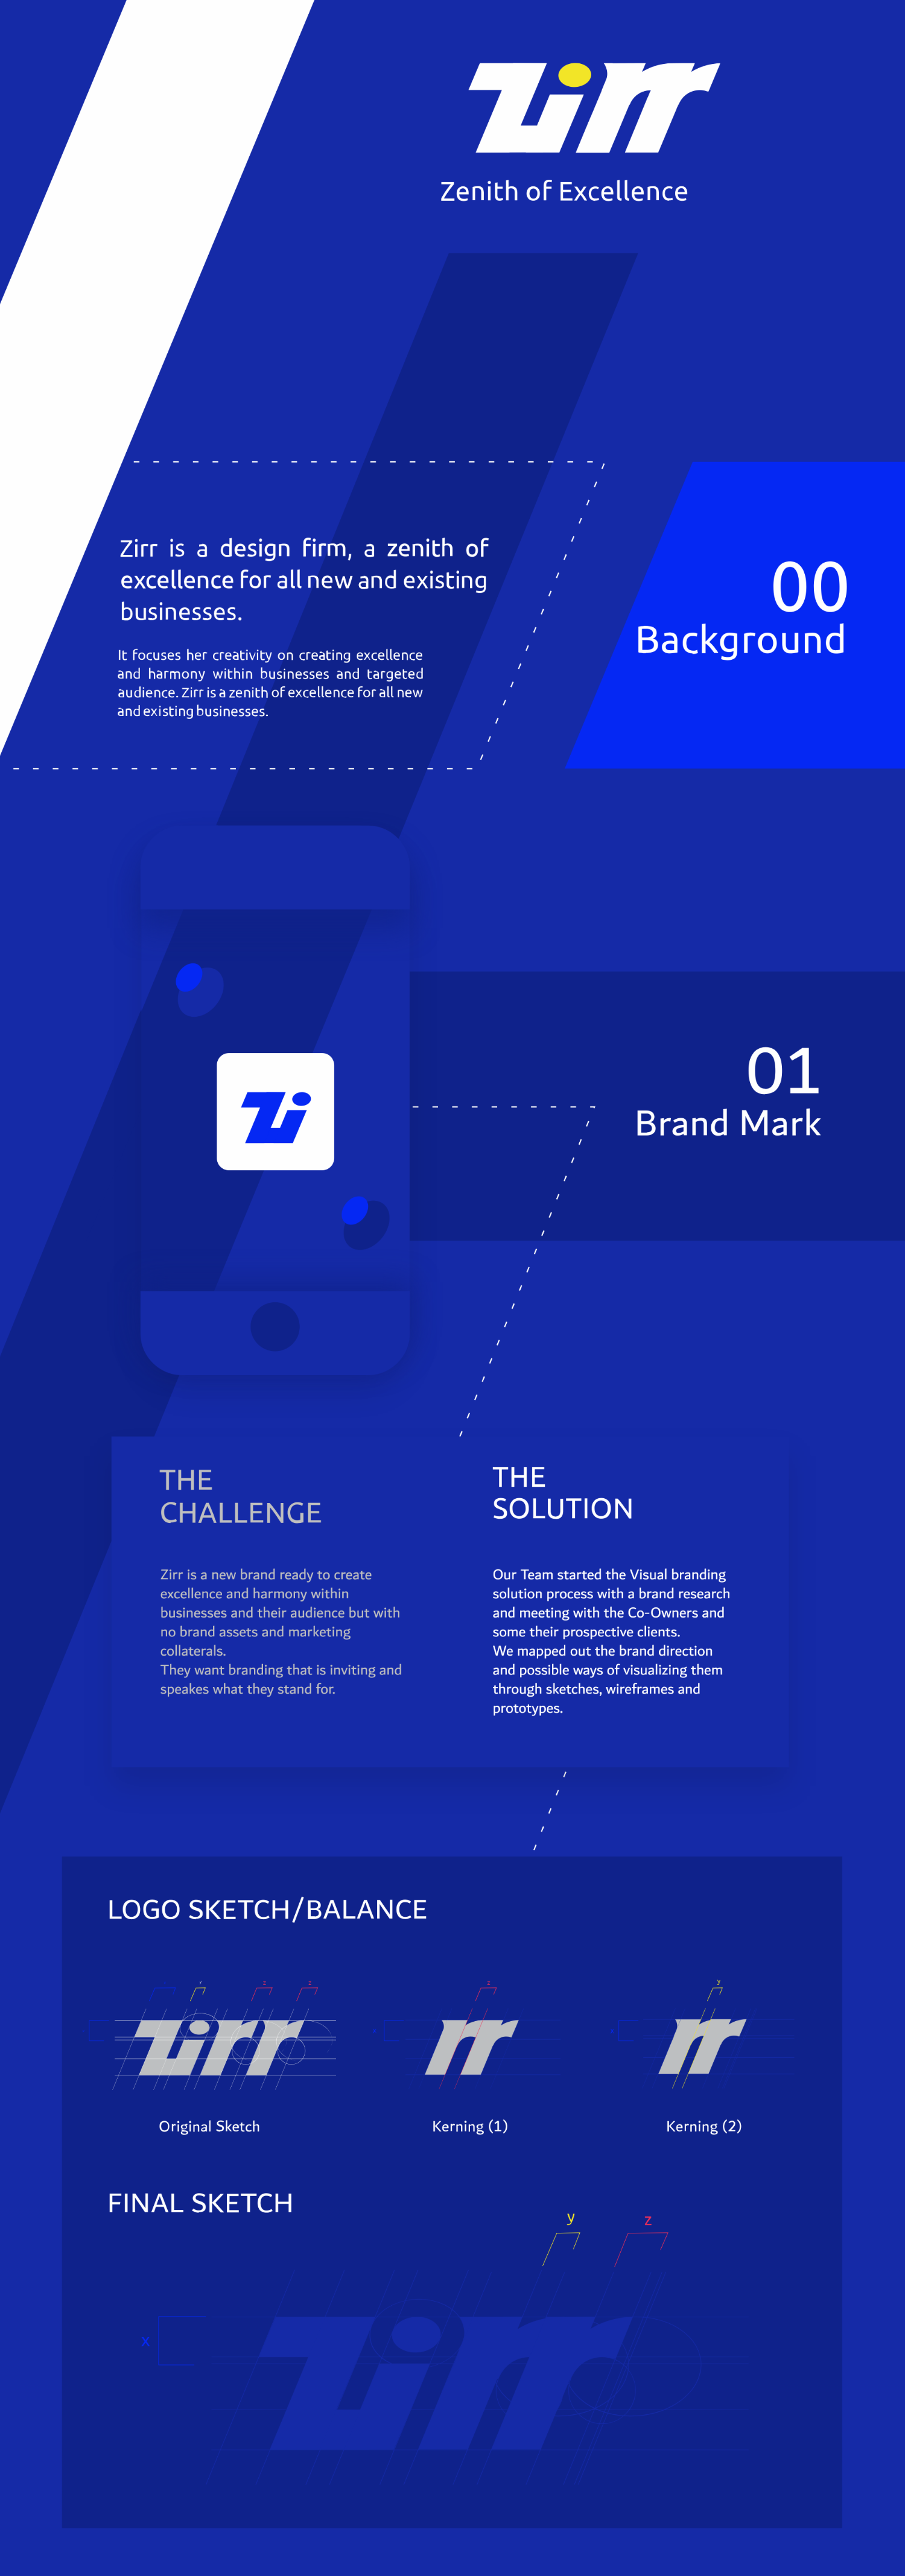 Zirr
Zenith of Excellence
Zirr is a design firm, a zenith of
excellence for all new and existing
businesses.
It focuses her creativity on creating excellence
and harmony within businesses and targeted
audience. Zirr is a zenith of excellence for all new
and existing businesses.
00
Background
Zi
01
Brand Mark
THE
CHALLENGE
Zirr is a new brand ready to create
excellence and harmony within
businesses and their audience but with
no brand assets and marketing
collaterals.
They want branding that is inviting and
speakes what they stand for.
THE
SOLUTION
Our Team started the Visual branding
solution process with a brand research
and meeting with the Co-Owners and
some their prospective clients.
We mapped out the brand direction
and possible ways of visualizing them
through sketches, wireframes and
prototypes.
LOGO SKETCH/BALANCE
z z
z
y
Zirr
rr
rr
Original Sketch
Kerning (1)
Kerning (2)
FINAL SKETCH
y
z
x
Zirr